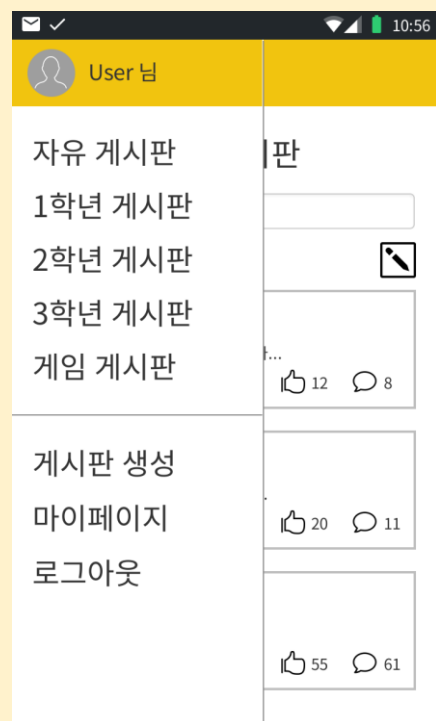 10:56
User 님
자유 게시판
판
1학년 게시판
2학년 게시판
3학년 게시판
게임 게시판
12 8
게시판 생성
마이페이지
20 11
로그아웃
55 61